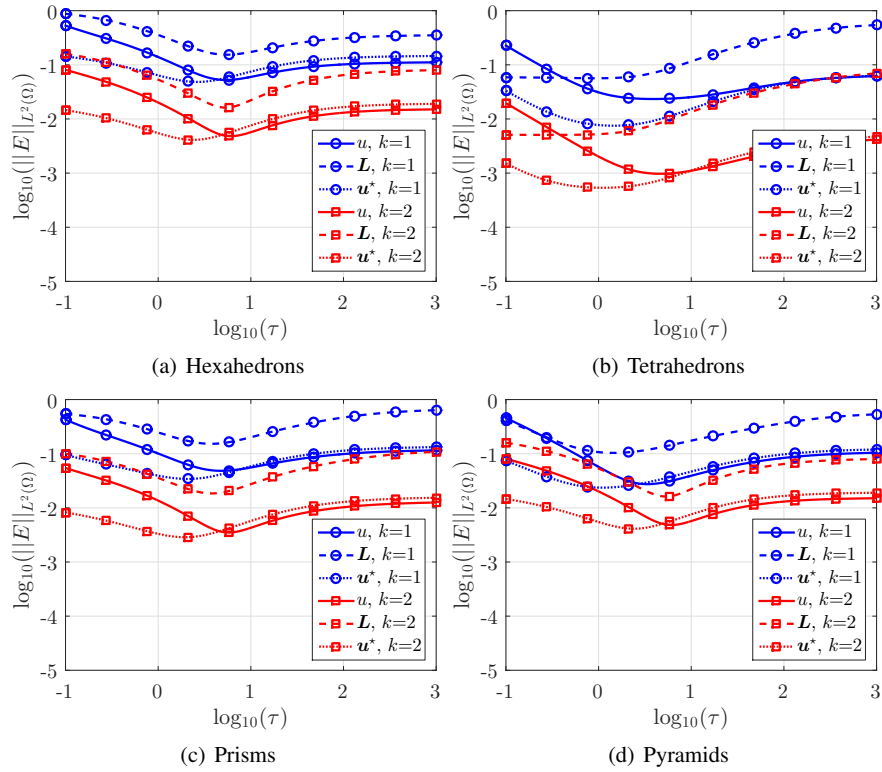 0
-1
-2
-3
-4
-5
-1 0 1 2 3
log10(||E||L2(Ω))
log10(τ)
u, k=1
L, k=1
u⋆, k=1
u, k=2
L, k=2
u⋆, k=2
(a) Hexahedrons
0
-1
-2
-3
-4
-5
-1 0 1 2 3
log10(||E||L2(Ω))
log10(τ)
u, k=1
L, k=1
u⋆, k=1
u, k=2
L, k=2
u⋆, k=2
(b) Tetrahedrons
0
-1
-2
-3
-4
-5
-1 0 1 2 3
log10(||E||L2(Ω))
log10(τ)
u, k=1
L, k=1
u⋆, k=1
u, k=2
L, k=2
u⋆, k=2
(c) Prisms
0
-1
-2
-3
-4
-5
-1 0 1 2 3
log10(||E||L2(Ω))
log10(τ)
u, k=1
L, k=1
u⋆, k=1
u, k=2
L, k=2
u⋆, k=2
(d) Pyramids